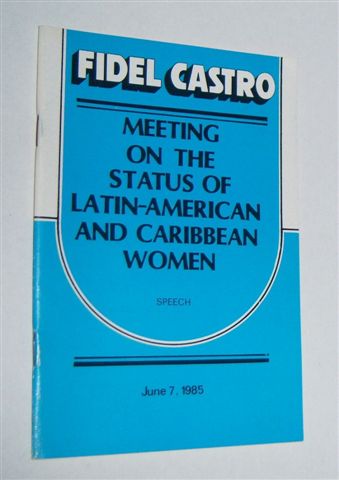 FIDEL CASTRO
MEETING
ON THE
STATUS OF
LATIN-AMERICAN
AND CARIBBEAN
WOMEN
SPEECH
June 7, 1985